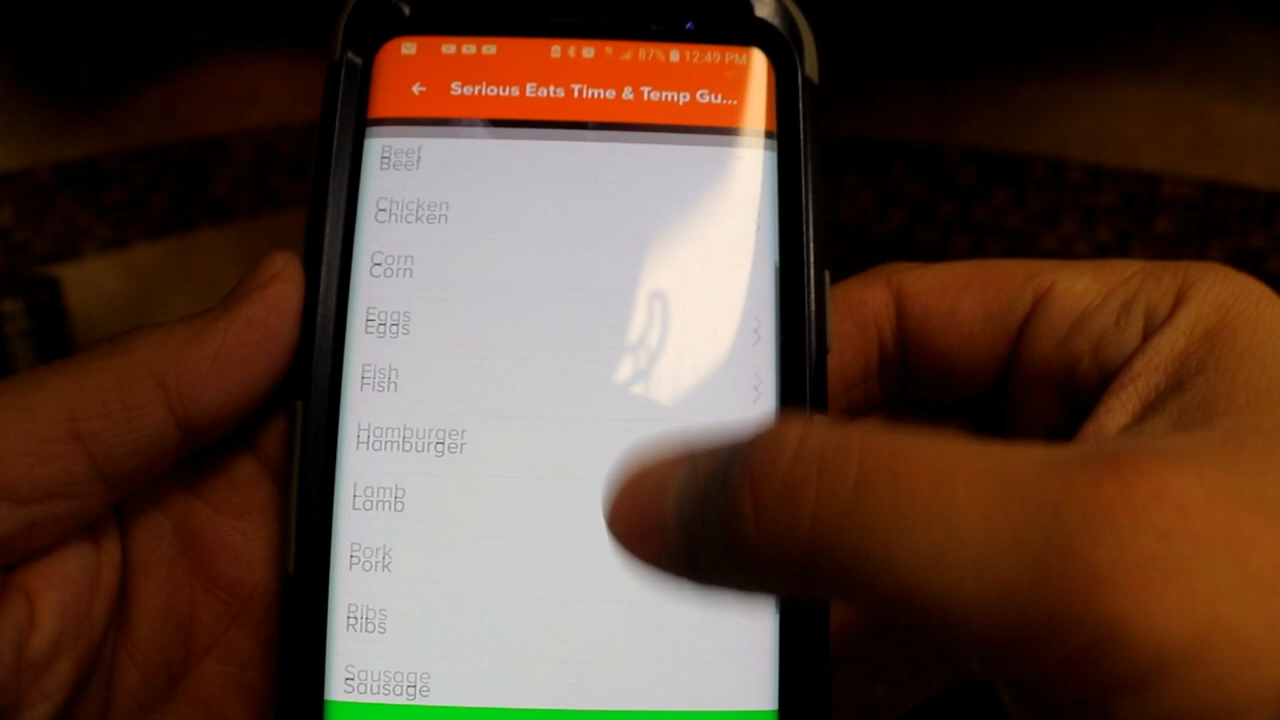 87% 12:49 PM
Serious Eats Time & Temp Gu...
Beef
Chicken
Corn
Eggs
Fish
Hamburger
Lamb
Pork
Ribs
Sausage